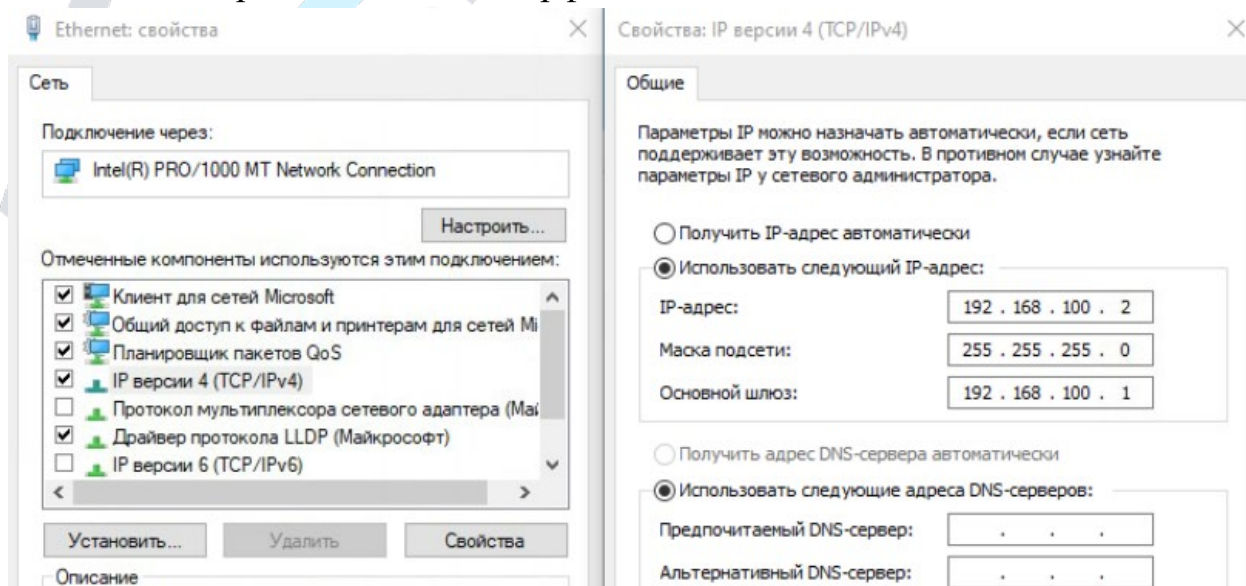 Ethernet: свойства
Сеть
Подключение через:
Intel(R) PRO/1000 MT Network Connection
Настроить...
Отмеченные компоненты используются этим подключением:
Клиент для сетей Microsoft
Общий доступ к файлам и принтерам для сетей Mi
Планировщик пакетов QoS
IP версии 4 (TCP/IPv4)
Протокол мультиплексора сетевого адаптера (Май
Драйвер протокола LLDP (Майкрософт)
IP версии 6 (TCP/IPv6)
Установить...
Удалить
Свойства
Описание
Свойства: IP версии 4 (TCP/IPv4)
Общие
Параметры IP можно назначать автоматически, если сеть
поддерживает эту возможность. В противном случае узнайте
параметры IP у сетевого администратора.
Получить IP-адрес автоматически
Использовать следующий IP-адрес:
IP-адрес: 192 . 168 . 100 . 2
Маска подсети: 255 . 255 . 255 . 0
Основной шлюз: 192 . 168 . 100 . 1
Получить адрес DNS-сервера автоматически
Использовать следующие адреса DNS-серверов:
Предпочитаемый DNS-сервер: . . .
Альтернативный DNS-сервер: . . .